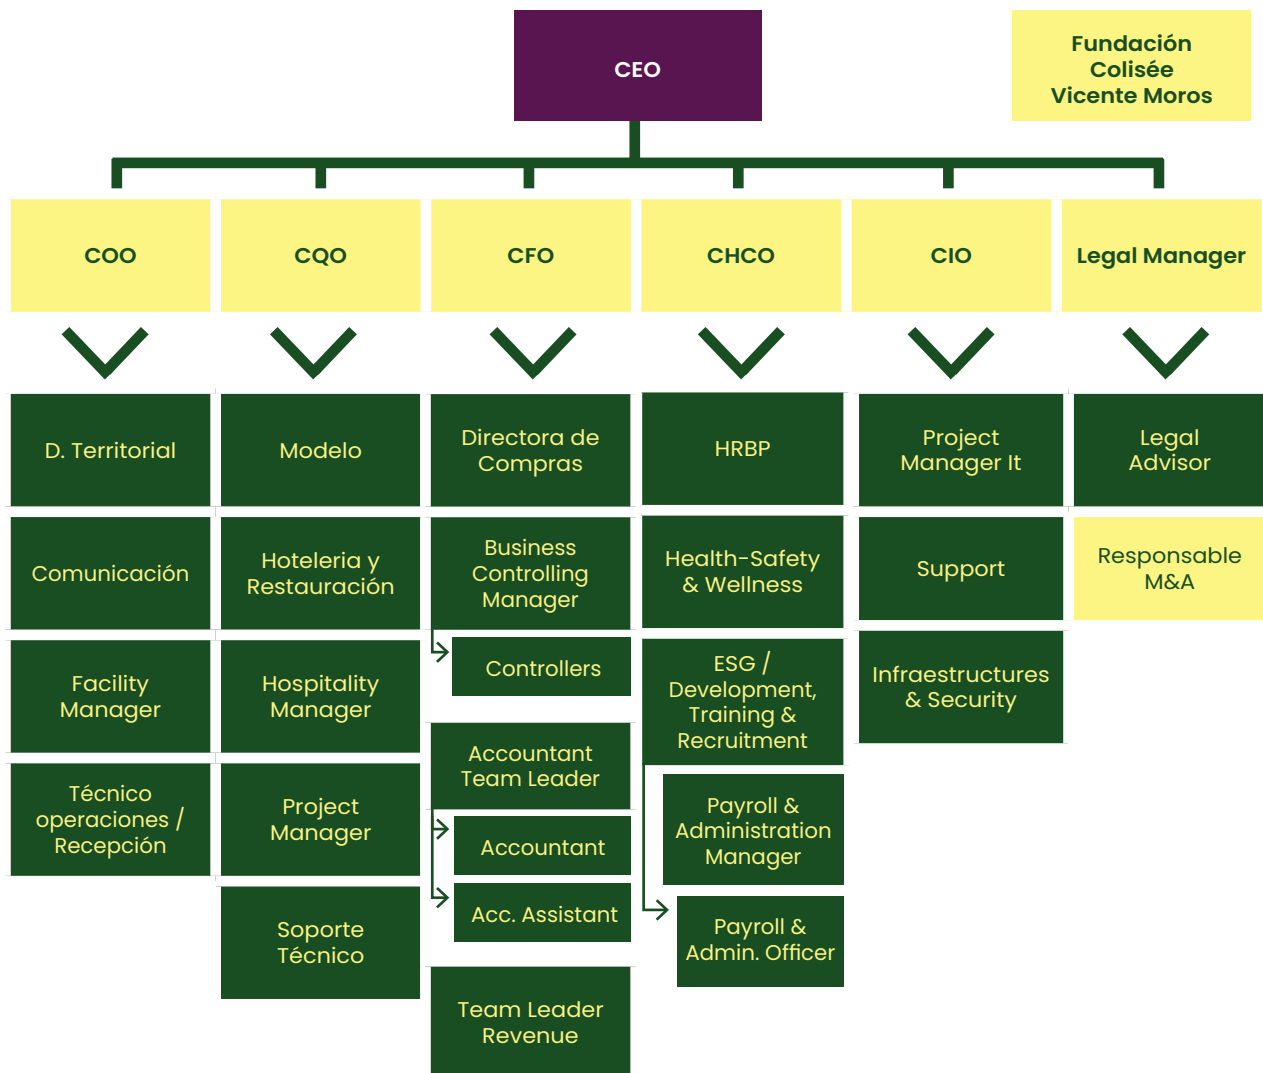 CEO
Fundación
Colisée
Vicente Moros
COO
CQO
CFO
CHCO
CIO
Legal Manager
D. Territorial
Comunicación
Facility
Manager
Técnico
operaciones /
Recepción
Modelo
Hoteleria y
Restauración
Hospitality
Manager
Project
Manager
Soporte
Técnico
Directora de
Compras
Business
Controlling
Manager
Controllers
Accountant
Team Leader
Accountant
Acc. Assistant
Team Leader
Revenue
HRBP
Health-Safety
& Wellness
ESG /
Development,
Training &
Recruitment
Payroll &
Administration
Manager
Payroll &
Admin. Officer
Project
Manager It
Support
Infraestructures
& Security
Legal
Advisor
Responsable
M&A